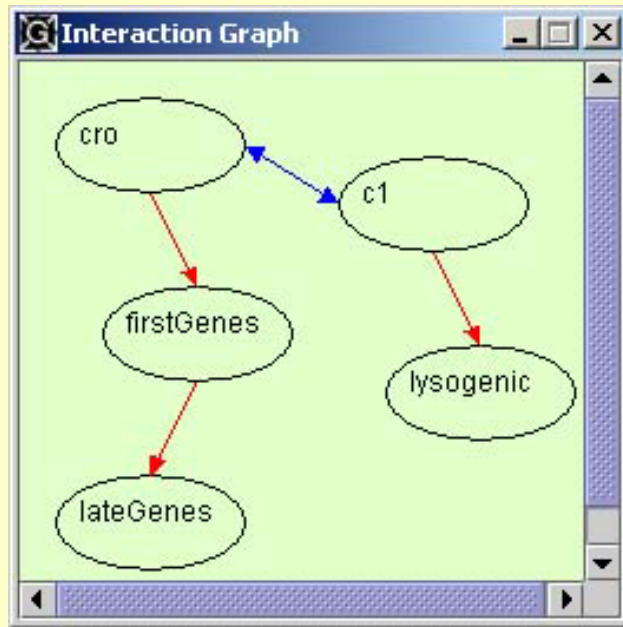 Interaction Graph
cro
c1
firstGenes
lysogenic
lateGenes